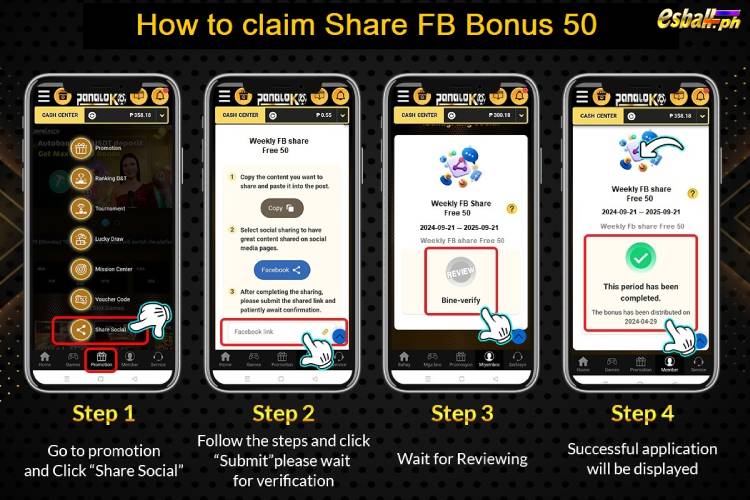 How to claim Share FB Bonus 50
esball.ph
PanaloKa
CASH CENTER
₱ 358.18
Promotion
Ranking D&T
Tournament
Lucky Draw
Mission Center
Voucher Code
Share Social
Home
Games
Promotion
Member
Service
Step 1
Go to promotion
and Click “Share Social”
CASH CENTER
₱ 0.55
Weekly FB share
Free 50
1 Copy the content you want to
share and paste it into the post.
Copy
2 Select social sharing to have
great content shared on social
media pages.
Facebook
3 After completing the sharing,
please submit the shared link and
patiently await confirmation.
Facebook link
Home
Games
Promotion
Step 2
Follow the steps and click
“Submit”please wait
for verification
CASH CENTER
₱ 300.18
Weekly FB Share
Free 50
?
2024-09-21 ~ 2025-09-21
Weekly FB share Free 50
REVIEW
Bine-verify
Bahay
Mga laro
Promosyon
Miyembro
Serbisyo
Step 3
Wait for Reviewing
CASH CENTER
₱ 358.18
Weekly FB share
Free 50
?
2024-09-21 ~ 2025-09-21
Weekly Fb share Free 50
This period has been
completed.
The bonus has been distributed on
2024-04-29
Home
Games
Promotion
Member
Service
Step 4
Successful application
will be displayed